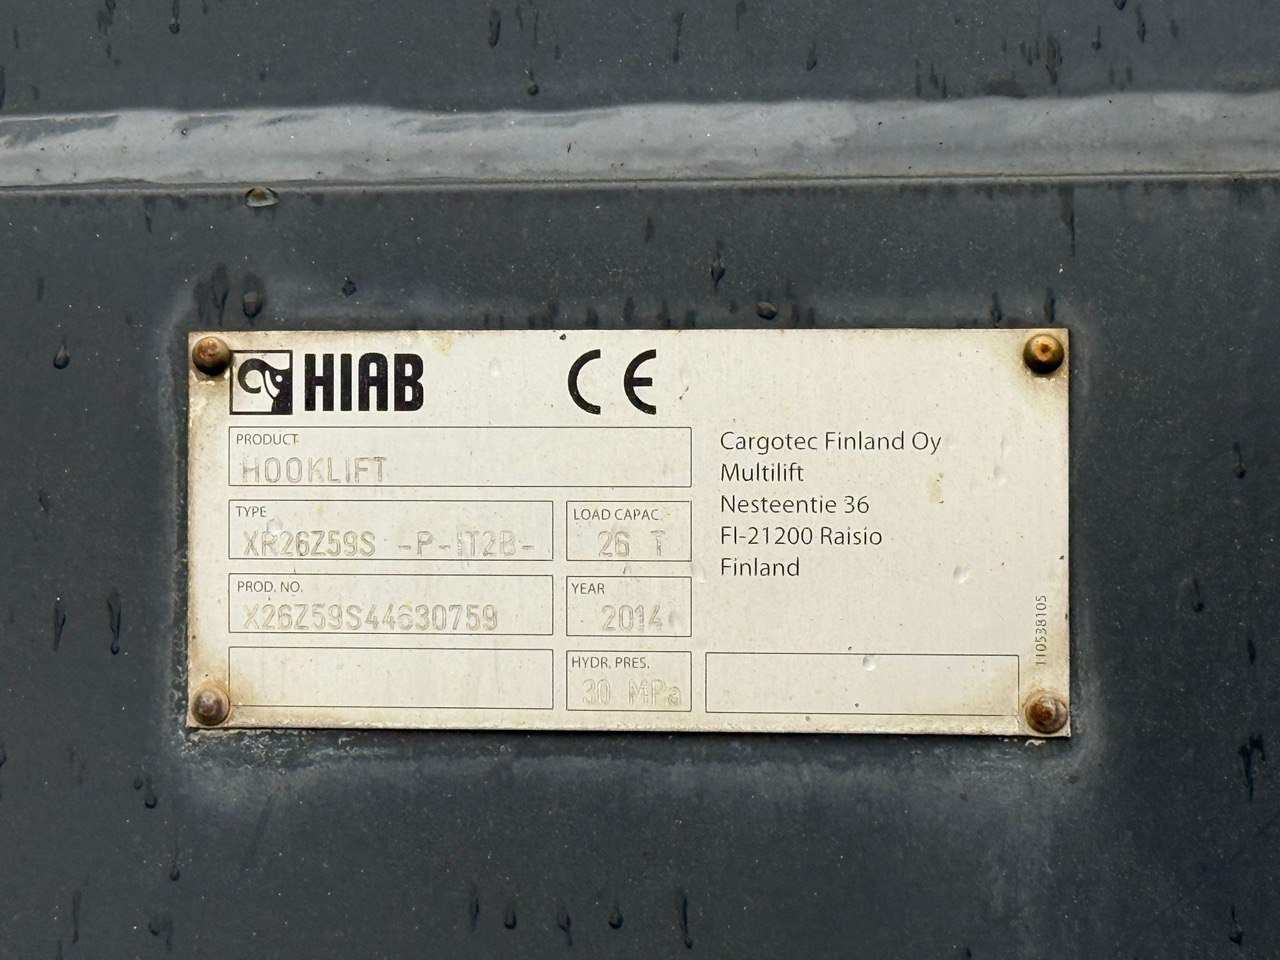 HIAB CE
PRODUCT
HOOKLIFT
TYPE
XR26Z59S -P-HT2B-
LOAD CAPAC
26 T
PROD. NO.
X26Z59S44630759
YEAR
2014
HYDR. PRES.
30 MPa
Cargotec Finland Oy
Multilift
Nesteentie 36
FI-21200 Raisio
Finland
110538105